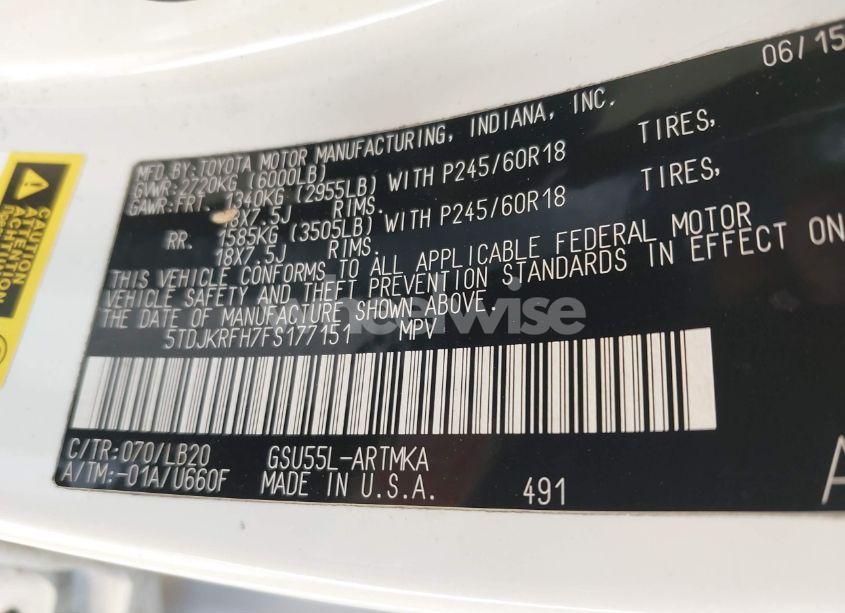 06/15
MFD.BY:TOYOTA MOTOR MANUFACTURING, INDIANA, INC.
GVWR:2720KG (6000LB)
GAWR:FRT. 1340KG (2955LB) WITH P245/60R18 TIRES,
18X7.5J RIMS.
RR. 1585KG (3505LB) WITH P245/60R18 TIRES,
18X7.5J RIMS.
THIS VEHICLE CONFORMS TO ALL APPLICABLE FEDERAL MOTOR
VEHICLE SAFETY AND THEFT PREVENTION STANDARDS IN EFFECT ON
THE DATE OF MANUFACTURE SHOWN ABOVE.
5TDJKRFH7FS177151 MPV
C/TR:070/LB20 GSU55L-ARTMKA
A/TM:-01A/U660F MADE IN U.S.A. 491
A
CAUTION
ATTENTION
ACHTUNG